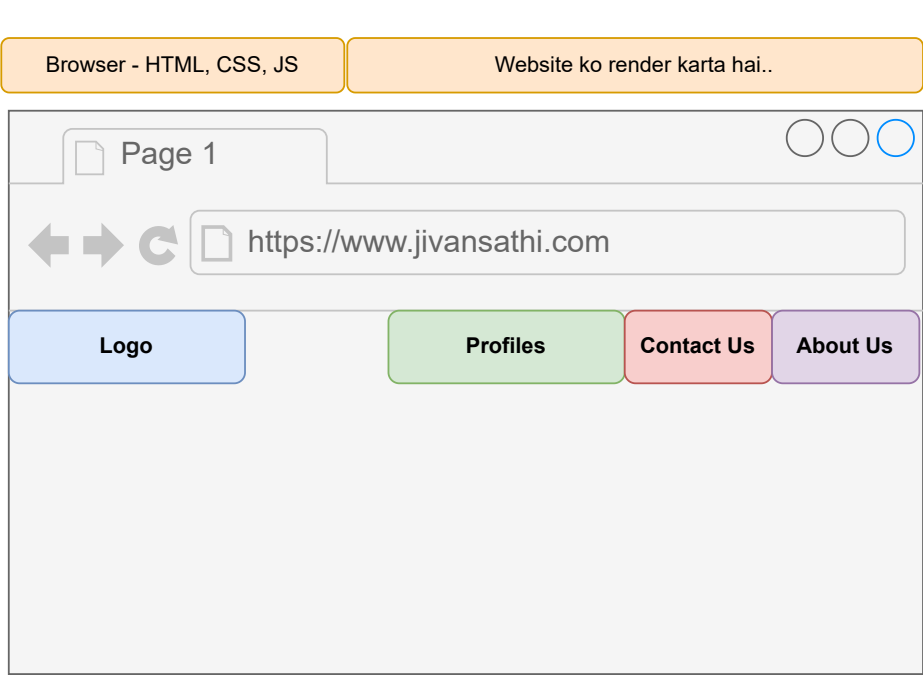 Browser - HTML, CSS, JS
Website ko render karta hai..
Page 1
https://www.jivansathi.com
Logo
Profiles
Contact Us
About Us